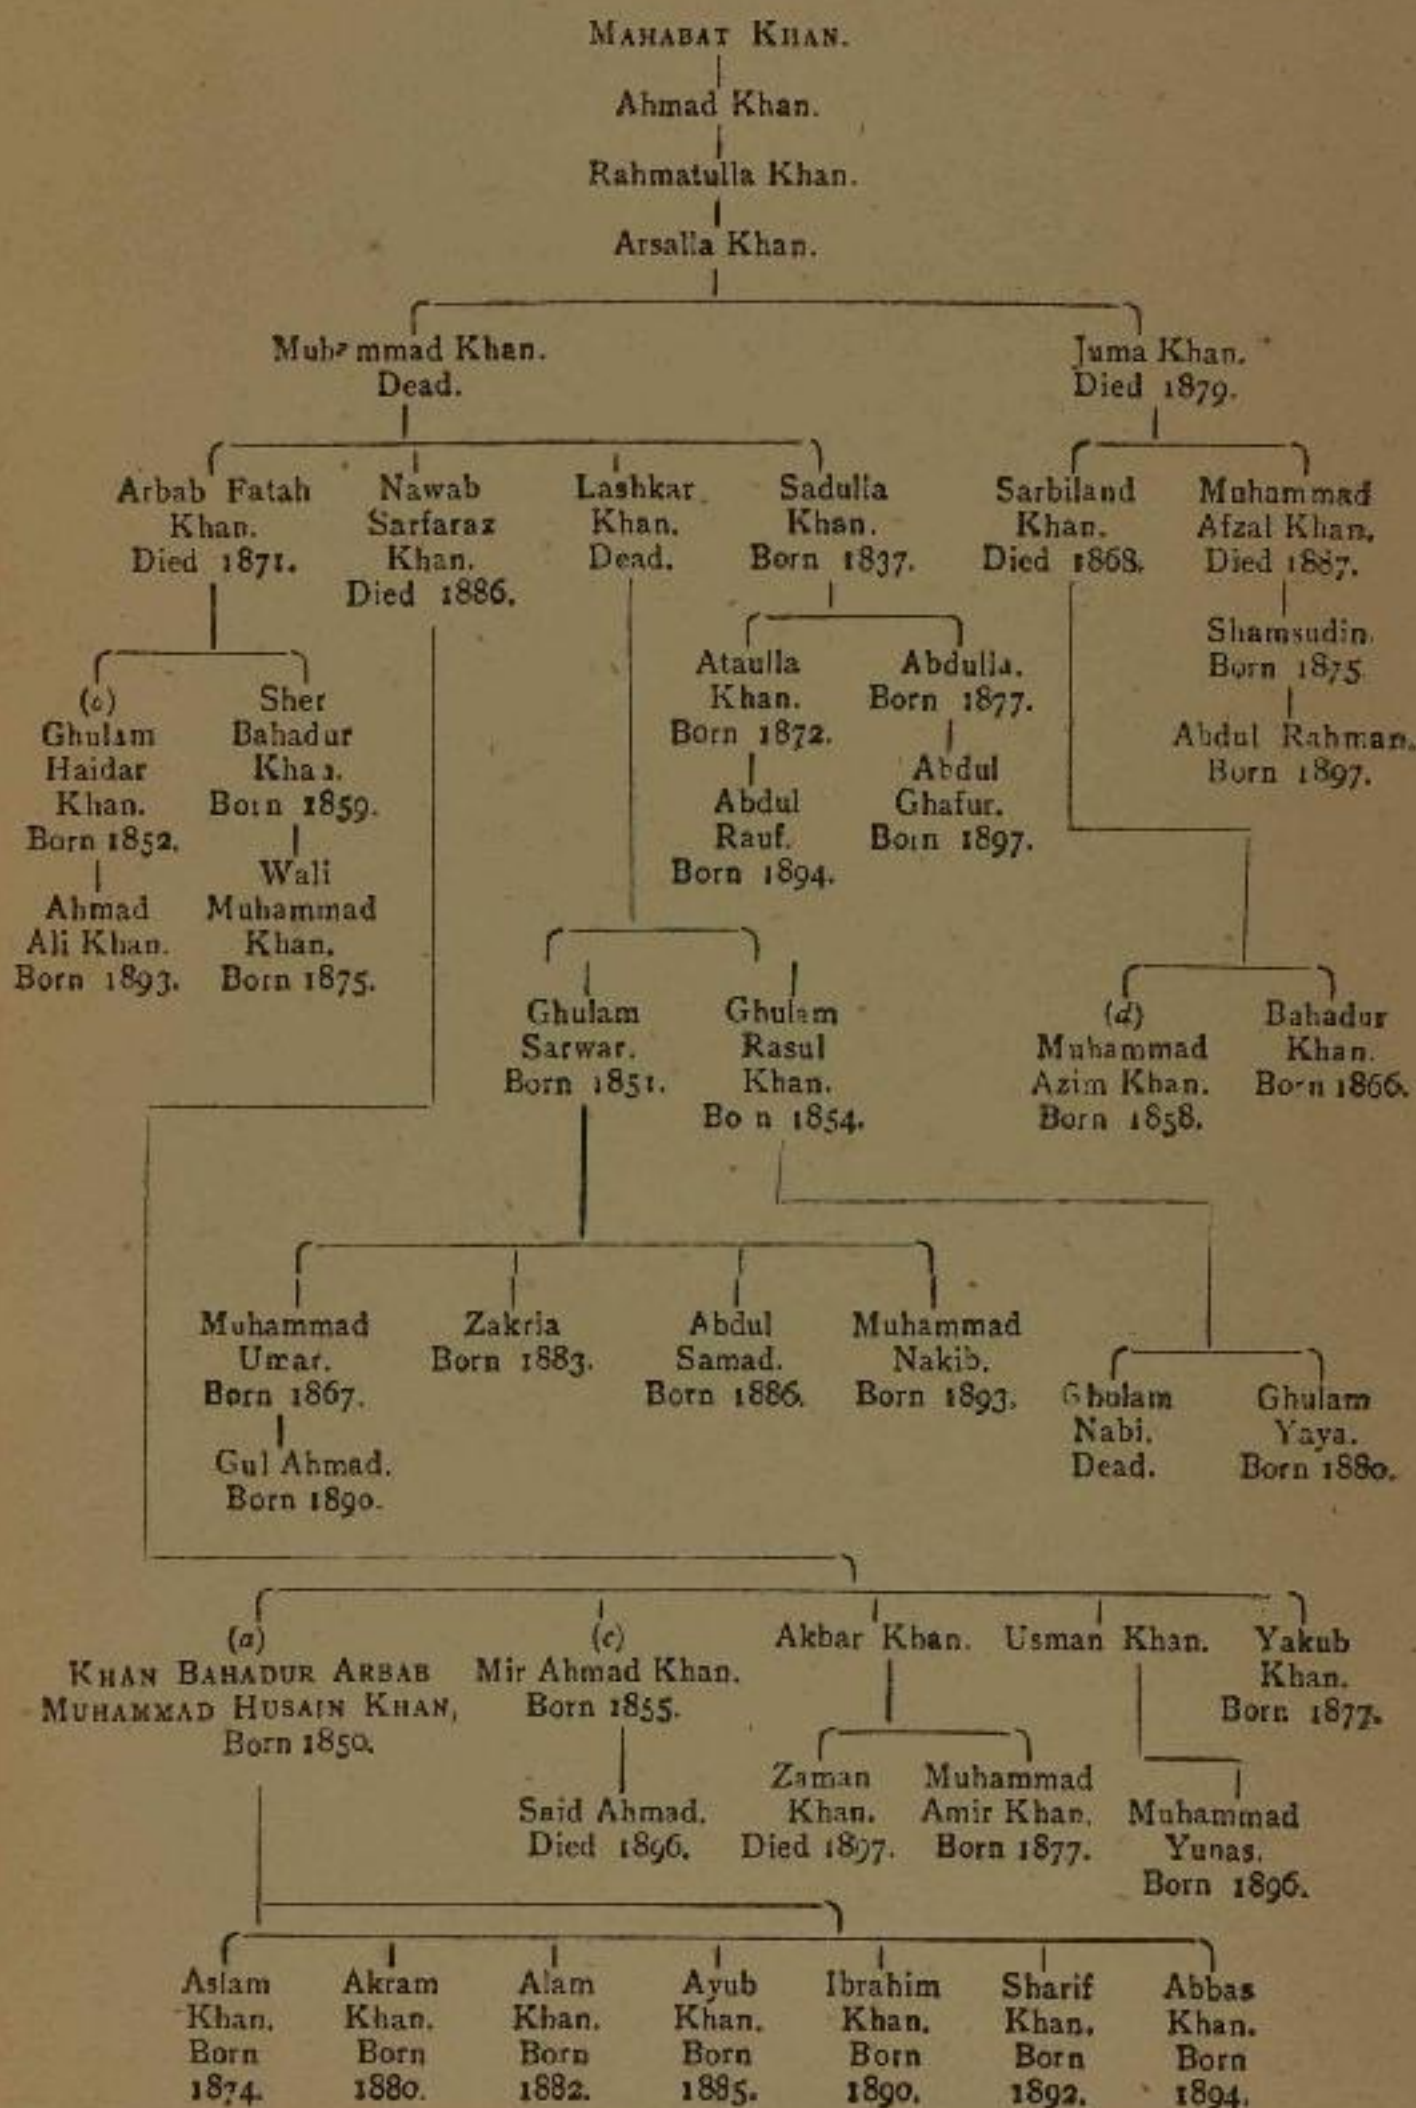 MAHABAT KHAN.
Ahmad Khan.
Rahmatulla Khan.
Arsalla Khan.
Muhammad Khan.
Dead.
Juma Khan.
Died 1879.
Arbab Fatah
Khan.
Died 1871.
Nawab
Sarfaraz
Khan.
Died 1886.
Lashkar
Khan.
Dead.
Sadulla
Khan.
Born 1837.
Sarbiland
Khan.
Died 1868.
Muhammad
Afzal Khan.
Died 1887.
Shamsudin.
Born 1875
Abdul Rahman.
Born 1897.
(c)
Ghulam
Haidar
Khan.
Born 1852.
Ahmad
Ali Khan.
Born 1893.
Sher
Bahadur
Khan.
Born 1859.
Wali
Muhammad
Khan.
Born 1875.
Ataulla
Khan.
Born 1872.
Abdul
Rauf.
Born 1894.
Abdulla.
Born 1877.
Abdul
Ghafur.
Born 1897.
Ghulam
Sarwar.
Born 1851.
Ghulam
Rasul
Khan.
Bo n 1854.
(d)
Muhammad
Azim Khan.
Born 1858.
Bahadur
Khan.
Born 1866.
Muhammad
Umar.
Born 1867.
Gul Ahmad.
Born 1890.
Zakria
Born 1883.
Abdul
Samad.
Born 1886.
Muhammad
Nakib.
Born 1893.
Ghulam
Nabi.
Dead.
Ghulam
Yaya.
Born 1880.
(a)
KHAN BAHADUR ARBAB
MUHAMMAD HUSAIN KHAN,
Born 1850.
(c)
Mir Ahmad Khan.
Born 1855.
Said Ahmad.
Died 1896.
Akbar Khan.
Zaman
Khan.
Died 1897.
Muhammad
Amir Khan.
Born 1877.
Usman Khan.
Muhammad
Yunas.
Born 1896.
Yakub
Khan.
Born 1877.
Aslam
Khan.
Born
1874.
Akram
Khan.
Born
1880.
Alam
Khan.
Born
1882.
Ayub
Khan.
Born
1885.
Ibrahim
Khan.
Born
1890.
Sharif
Khan.
Born
1892.
Abbas
Khan.
Born
1894.